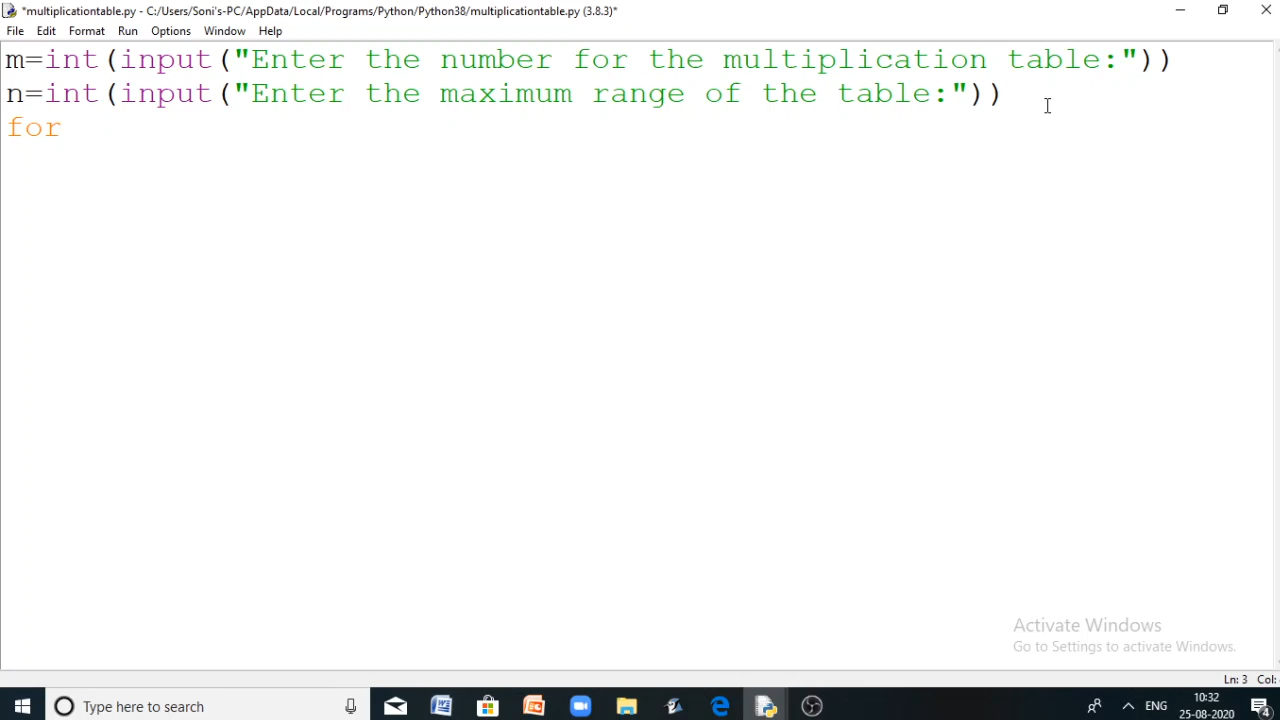 *multiplicationtable.py - C:/Users/Soni's-PC/AppData/Local/Programs/Python/Python38/multiplicationtable.py (3.8.3)*
File Edit Format Run Options Window Help
m=int(input("Enter the number for the multiplication table:"))
n=int(input("Enter the maximum range of the table:"))
for
Activate Windows
Go to Settings to activate Windows.
Ln: 3 Col:
Type here to search
ENG
10:32
25-08-2020
4